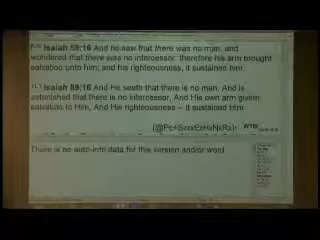 KJV Isaiah 59:16 And he saw that there was no man, and
wondered that there was no intercessor: therefore his arm brought
salvation unto him; and his righteousness, it sustained him.
YLT Isaiah 59:16 And He seeth that there is no man, And is
astonished that there is no intercessor, And His own arm giveth
salvation to Him, And His righteousness -- it sustained Him.
WTM
There is no auto-info data for this version and/or word